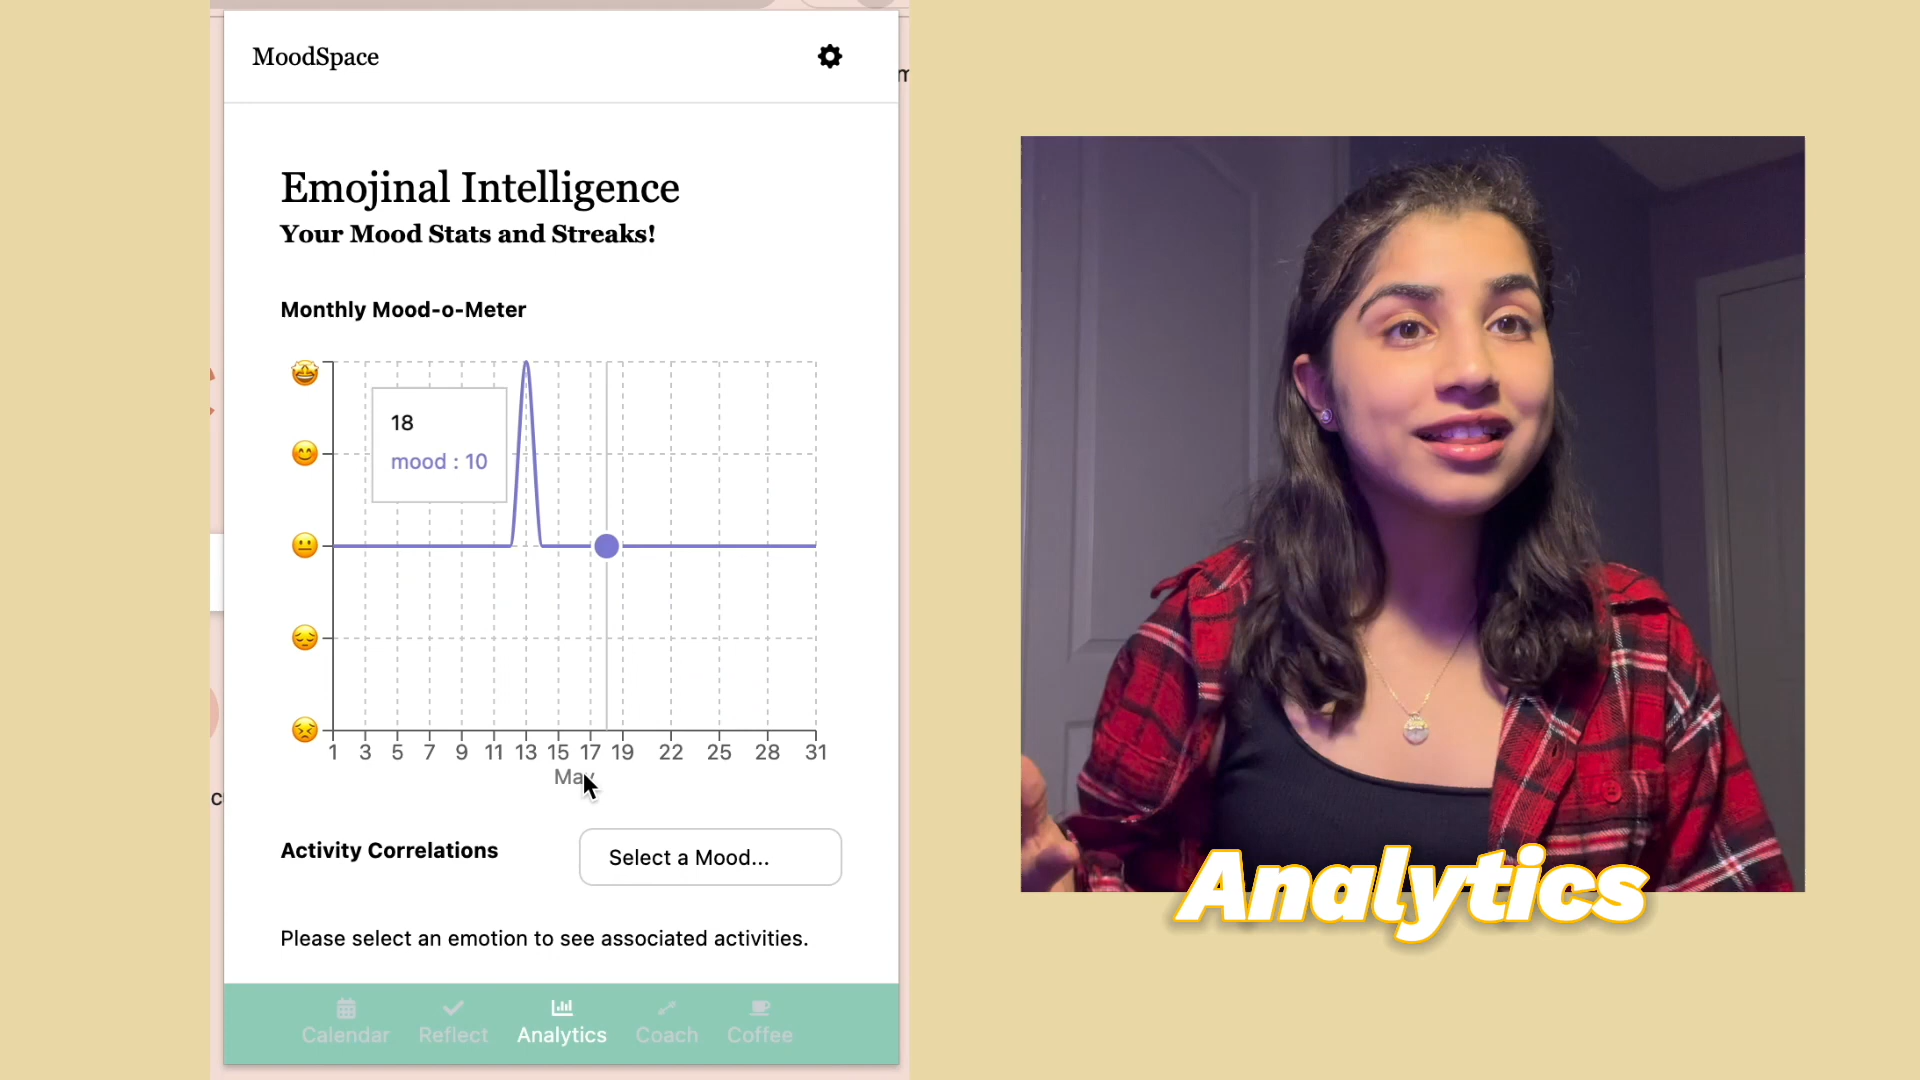 MoodSpace
Emojinal Intelligence
Your Mood Stats and Streaks!
Monthly Mood-o-Meter
18
mood : 10
1 3 5 7 9 11 13 15 17 19 22 25 28 31
May
Activity Correlations
Select a Mood...
Please select an emotion to see associated activities.
Calendar Reflect Analytics Coach Coffee
Analytics